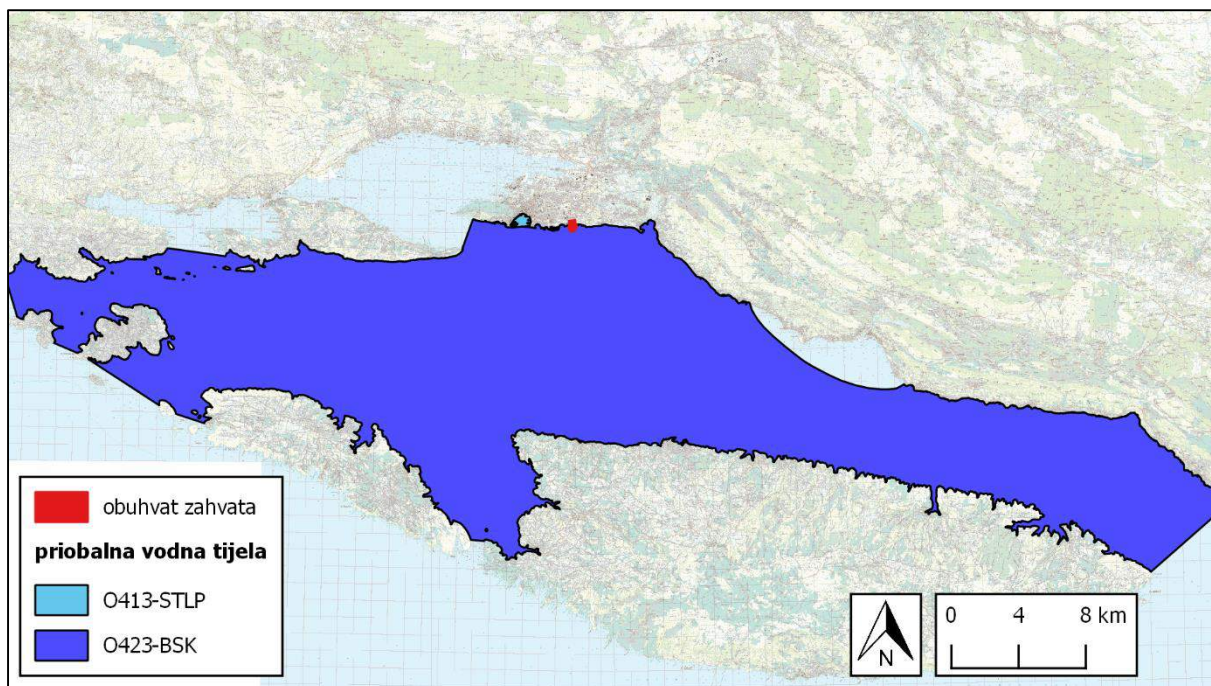 obuhvat zahvata
priobalna vodna tijela
O413-STLP
O423-BSK
N
0 4 8 km